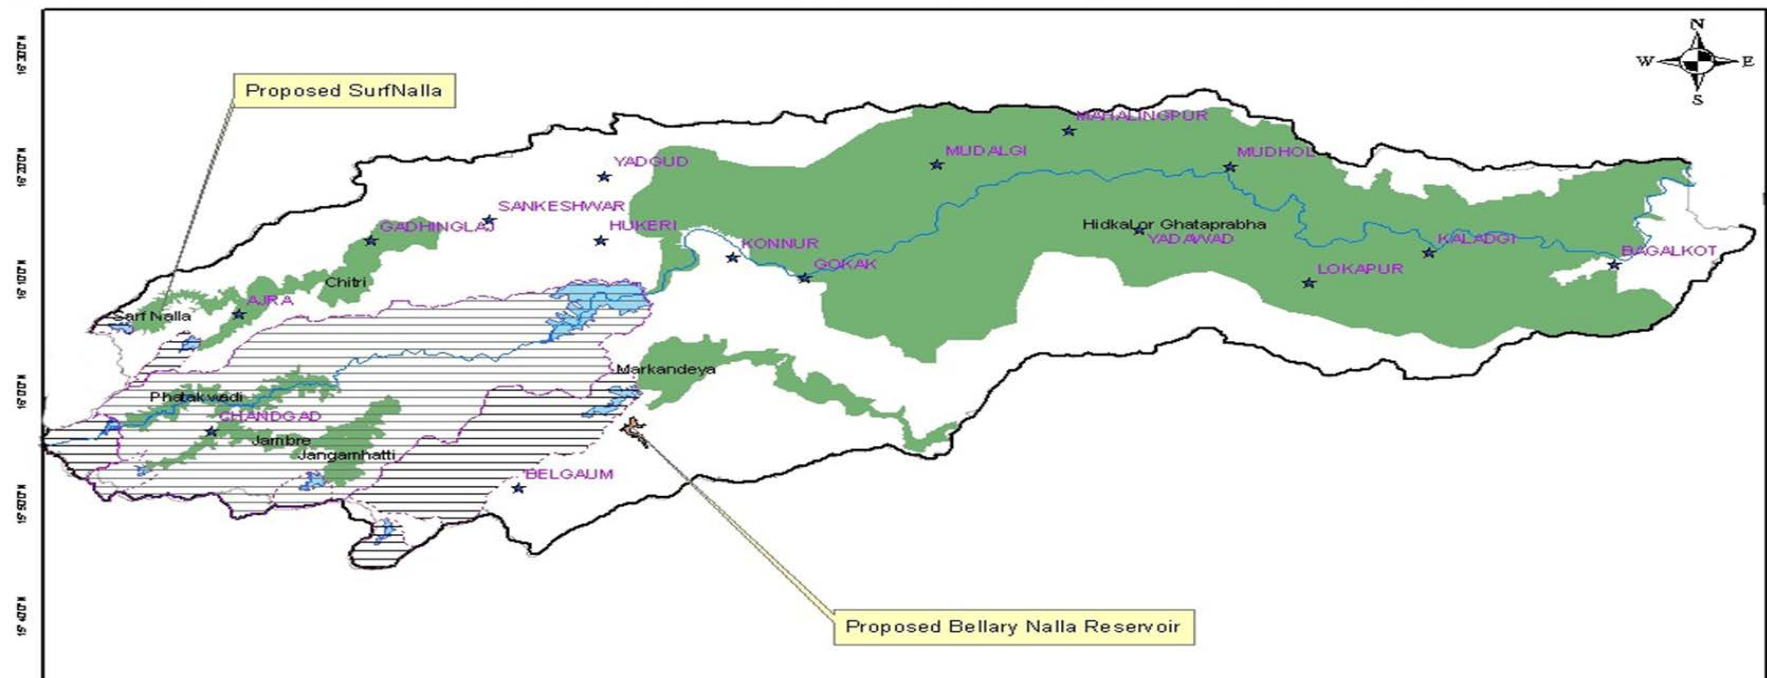 N
W E
S
Proposed SurfNalla
MAHALINGPUR
YADGUD
MUDALGI
MUDHOL
SANKESHWAR
GADHINGLAJ
HUKERI
KONNUR
Hidkal or Ghataprabha
YADAWAD
KALADGI
BAGALKOT
GOKAK
LOKAPUR
Chitri
AJRA
Sarf Nalla
Markandeya
Phatakwadi
CHANDGAD
Jambre
Jangamhatti
BELGAUM
Proposed Bellary Nalla Reservoir